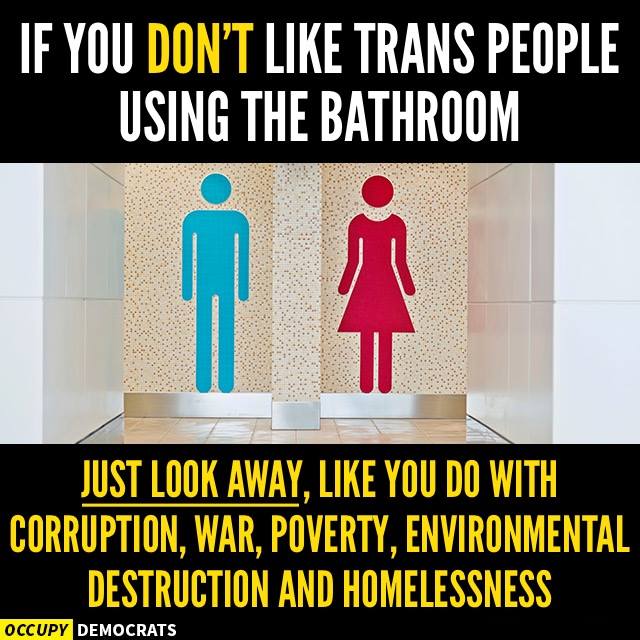 IF YOU DON'T LIKE TRANS PEOPLE
USING THE BATHROOM
JUST LOOK AWAY, LIKE YOU DO WITH
CORRUPTION, WAR, POVERTY, ENVIRONMENTAL
DESTRUCTION AND HOMELESSNESS
OCCUPY DEMOCRATS